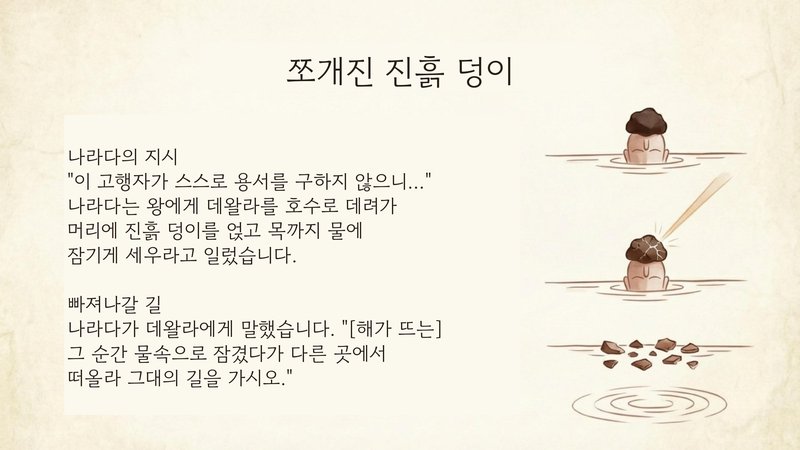 쪼개진 진흙 덩이
나라다의 지시
"이 고행자가 스스로 용서를 구하지 않으니..."
나라다는 왕에게 데왈라를 호수로 데려가
머리에 진흙 덩이를 얹고 목까지 물에
잠기게 세우라고 일렀습니다.
빠져나갈 길
나라다가 데왈라에게 말했습니다. "[해가 뜨는]
그 순간 물속으로 잠겼다가 다른 곳에서
떠올라 그대의 길을 가시오."